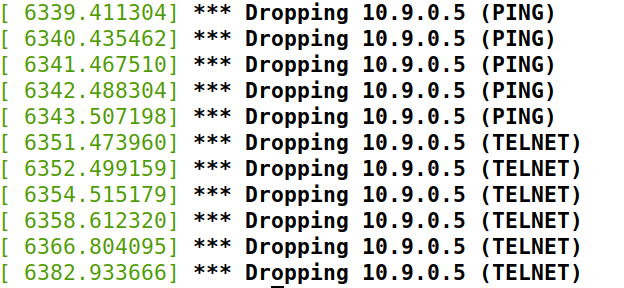 [ 6339.411304] *** Dropping 10.9.0.5 (PING)
[ 6340.435462] *** Dropping 10.9.0.5 (PING)
[ 6341.467510] *** Dropping 10.9.0.5 (PING)
[ 6342.488304] *** Dropping 10.9.0.5 (PING)
[ 6343.507198] *** Dropping 10.9.0.5 (PING)
[ 6351.473960] *** Dropping 10.9.0.5 (TELNET)
[ 6352.499159] *** Dropping 10.9.0.5 (TELNET)
[ 6354.515179] *** Dropping 10.9.0.5 (TELNET)
[ 6358.612320] *** Dropping 10.9.0.5 (TELNET)
[ 6366.804095] *** Dropping 10.9.0.5 (TELNET)
[ 6382.933666] *** Dropping 10.9.0.5 (TELNET)